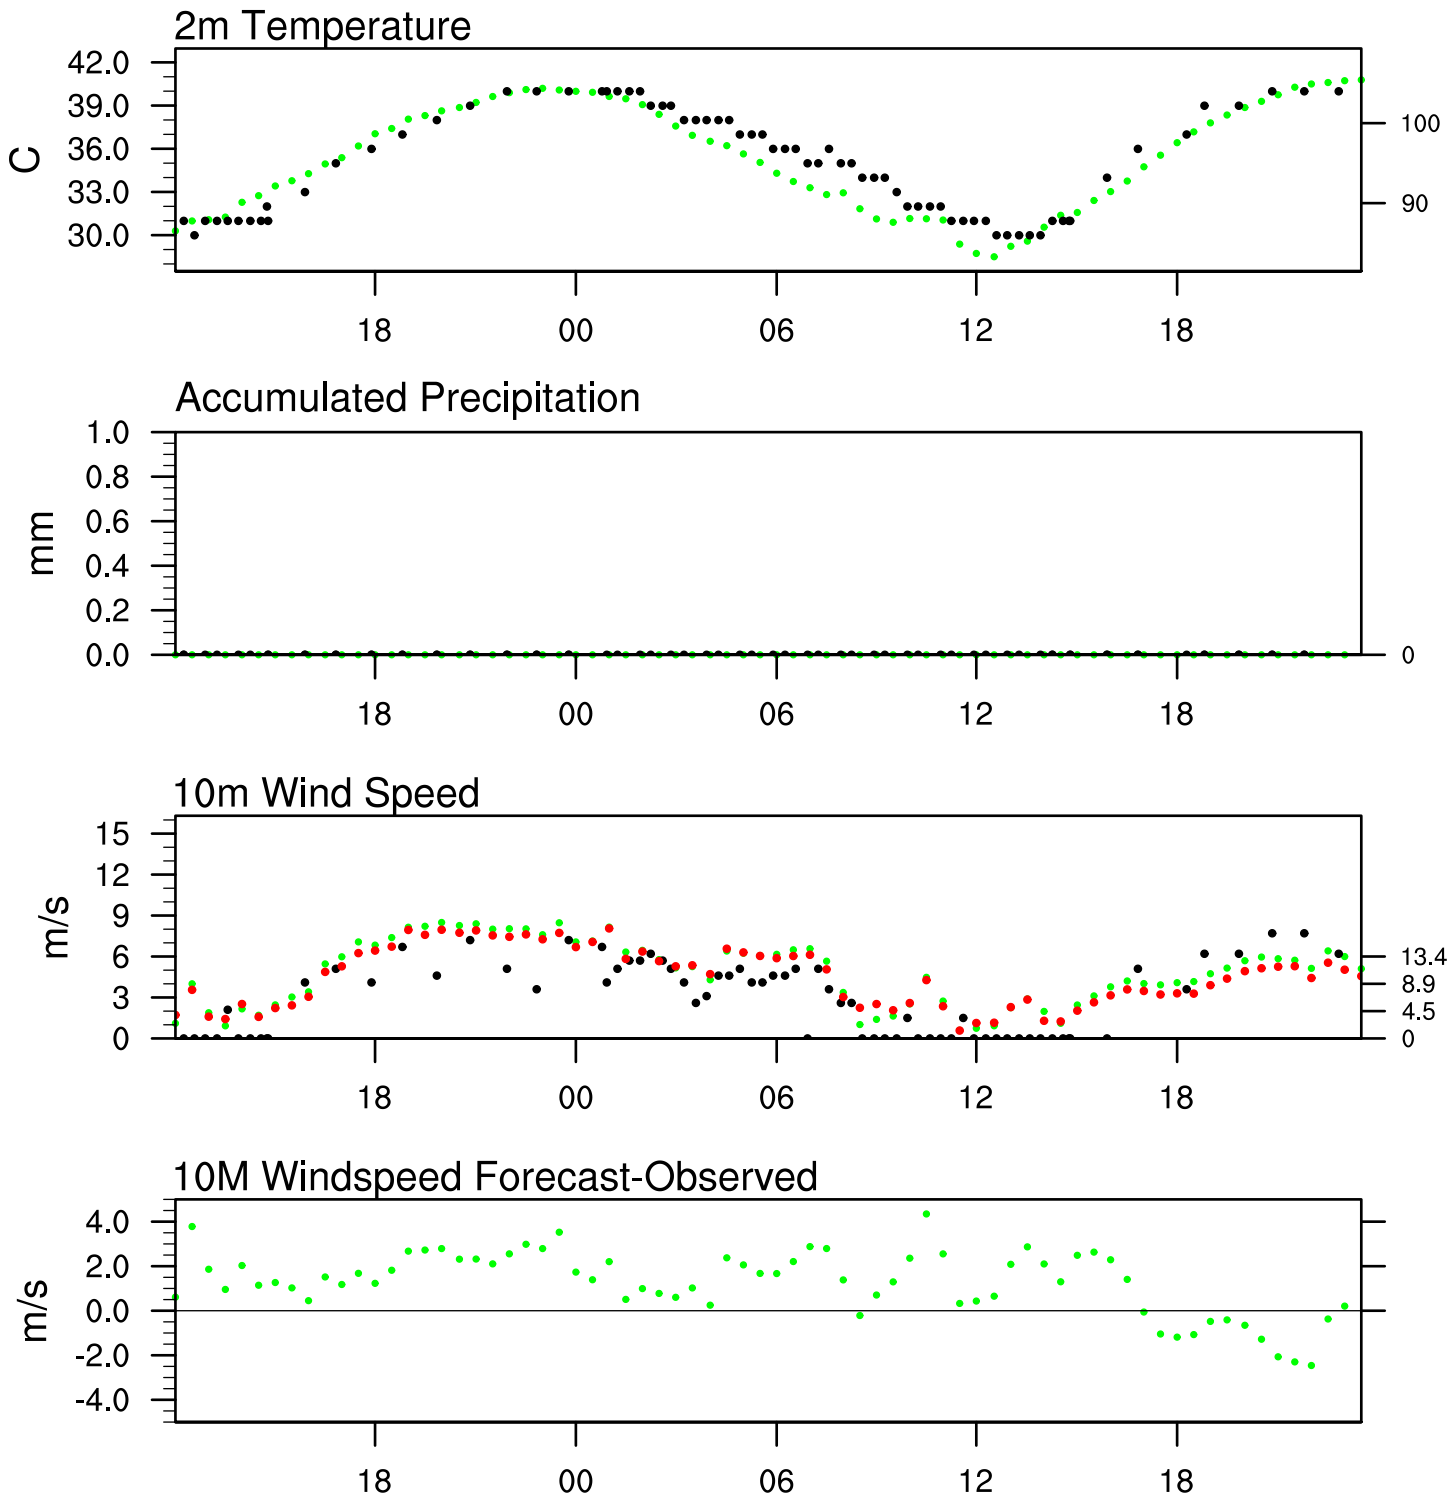 2m Temperature
42.0
39.0
36.0
33.0
30.0
C
100
90
18 00 06 12 18
Accumulated Precipitation
1.0
0.8
0.6
0.4
0.2
0.0
mm
0
18 00 06 12 18
10m Wind Speed
15
12
9
6
3
0
m/s
13.4
8.9
4.5
0
18 00 06 12 18
10M Windspeed Forecast-Observed
4.0
2.0
0.0
-2.0
-4.0
m/s
18 00 06 12 18